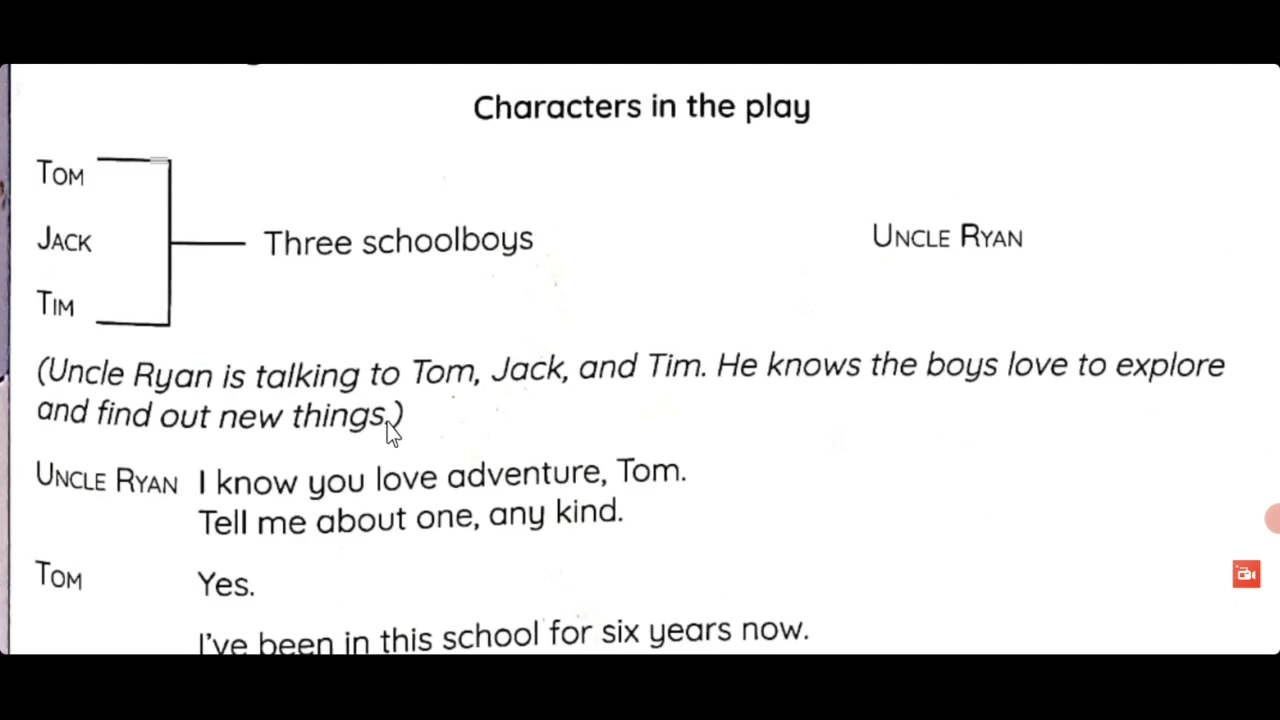 Characters in the play
TOM
JACK
Three schoolboys
UNCLE RYAN
TIM
(Uncle Ryan is talking to Tom, Jack, and Tim. He knows the boys love to explore
and find out new things.)
UNCLE RYAN I know you love adventure, Tom.
Tell me about one, any kind.
TOM Yes.
I've been in this school for six years now.